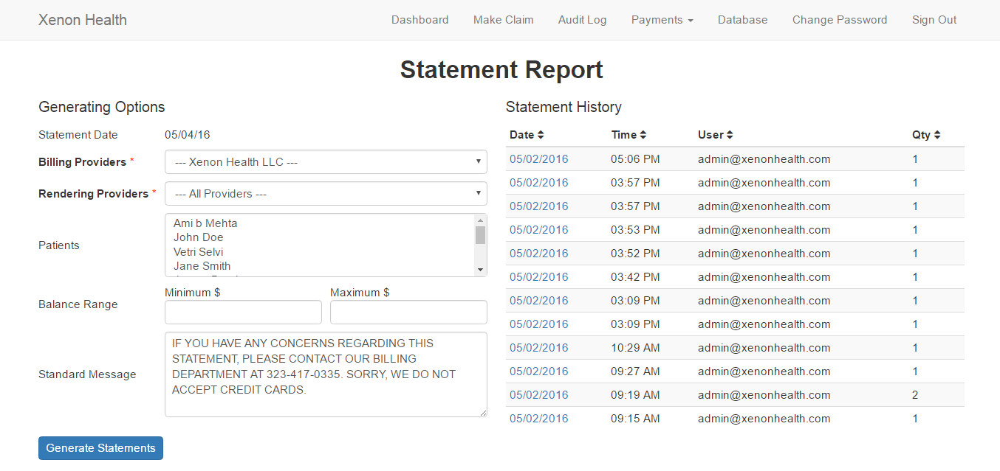 Xenon Health
Dashboard Make Claim Audit Log Payments Database Change Password Sign Out
Statement Report
Generating Options
Statement Date 05/04/16
Billing Providers * --- Xenon Health LLC ---
Rendering Providers * --- All Providers ---
Patients
Ami b Mehta
John Doe
Vetri Selvi
Jane Smith
Balance Range
Minimum $ Maximum $
Standard Message
IF YOU HAVE ANY CONCERNS REGARDING THIS
STATEMENT, PLEASE CONTACT OUR BILLING
DEPARTMENT AT 323-417-0335. SORRY, WE DO NOT
ACCEPT CREDIT CARDS.
Generate Statements
Statement History
Date Time User Qty
05/02/2016 05:06 PM admin@xenonhealth.com 1
05/02/2016 03:57 PM admin@xenonhealth.com 1
05/02/2016 03:57 PM admin@xenonhealth.com 1
05/02/2016 03:53 PM admin@xenonhealth.com 1
05/02/2016 03:52 PM admin@xenonhealth.com 1
05/02/2016 03:42 PM admin@xenonhealth.com 1
05/02/2016 03:09 PM admin@xenonhealth.com 1
05/02/2016 03:09 PM admin@xenonhealth.com 1
05/02/2016 10:29 AM admin@xenonhealth.com 1
05/02/2016 09:27 AM admin@xenonhealth.com 1
05/02/2016 09:19 AM admin@xenonhealth.com 2
05/02/2016 09:15 AM admin@xenonhealth.com 1